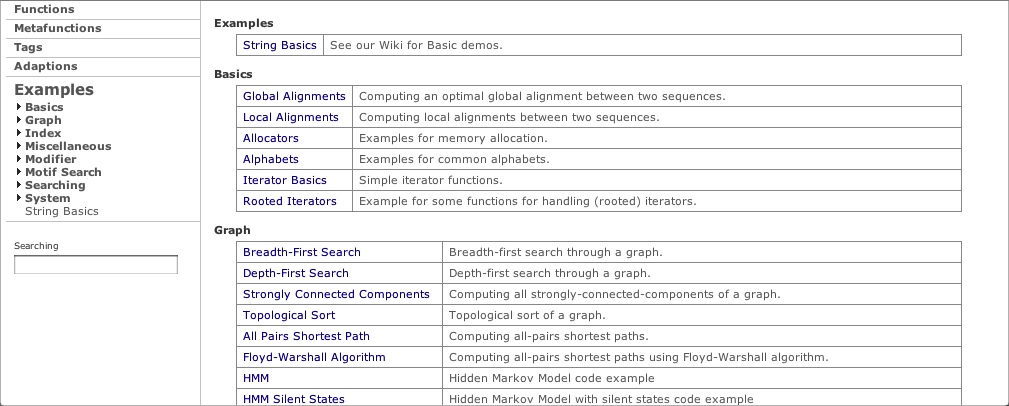 Functions
Metafunctions
Tags
Adaptions
Examples
Basics
Graph
Index
Miscellaneous
Modifier
Motif Search
Searching
System
String Basics
Searching
Examples
String Basics See our Wiki for Basic demos.
Basics
Global Alignments Computing an optimal global alignment between two sequences.
Local Alignments Computing local alignments between two sequences.
Allocators Examples for memory allocation.
Alphabets Examples for common alphabets.
Iterator Basics Simple iterator functions.
Rooted Iterators Example for some functions for handling (rooted) iterators.
Graph
Breadth-First Search Breadth-first search through a graph.
Depth-First Search Depth-first search through a graph.
Strongly Connected Components Computing all strongly-connected-components of a graph.
Topological Sort Topological sort of a graph.
All Pairs Shortest Path Computing all-pairs shortest paths.
Floyd-Warshall Algorithm Computing all-pairs shortest paths using Floyd-Warshall algorithm.
HMM Hidden Markov Model code example
HMM Silent States Hidden Markov Model with silent states code example